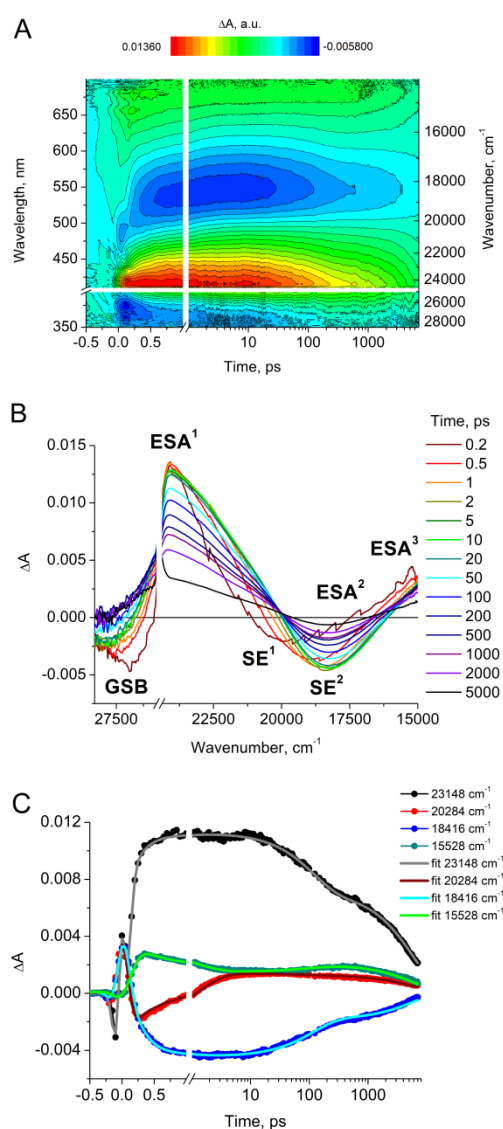 A
ΔA, a.u.
0.01360 -0.005800
Wavelength, nm
650
600
550
500
450
350
16000
18000
20000
22000
24000
26000
28000
Wavenumber, cm⁻¹
-0.5 0.0 0.5 10 100 1000
Time, ps
B
ESA¹
ESA²
ESA³
SE¹
SE²
GSB
ΔA
0.015
0.010
0.005
0.000
-0.005
27500 22500 20000 17500 15000
Wavenumber, cm⁻¹
Time, ps
0.2
0.5
1
2
5
10
20
50
100
200
500
1000
2000
5000
C
ΔA
0.012
0.008
0.004
0.000
-0.004
-0.5 0.0 0.5 10 100 1000
Time, ps
23148 cm⁻¹
20284 cm⁻¹
18416 cm⁻¹
15528 cm⁻¹
fit 23148 cm⁻¹
fit 20284 cm⁻¹
fit 18416 cm⁻¹
fit 15528 cm⁻¹